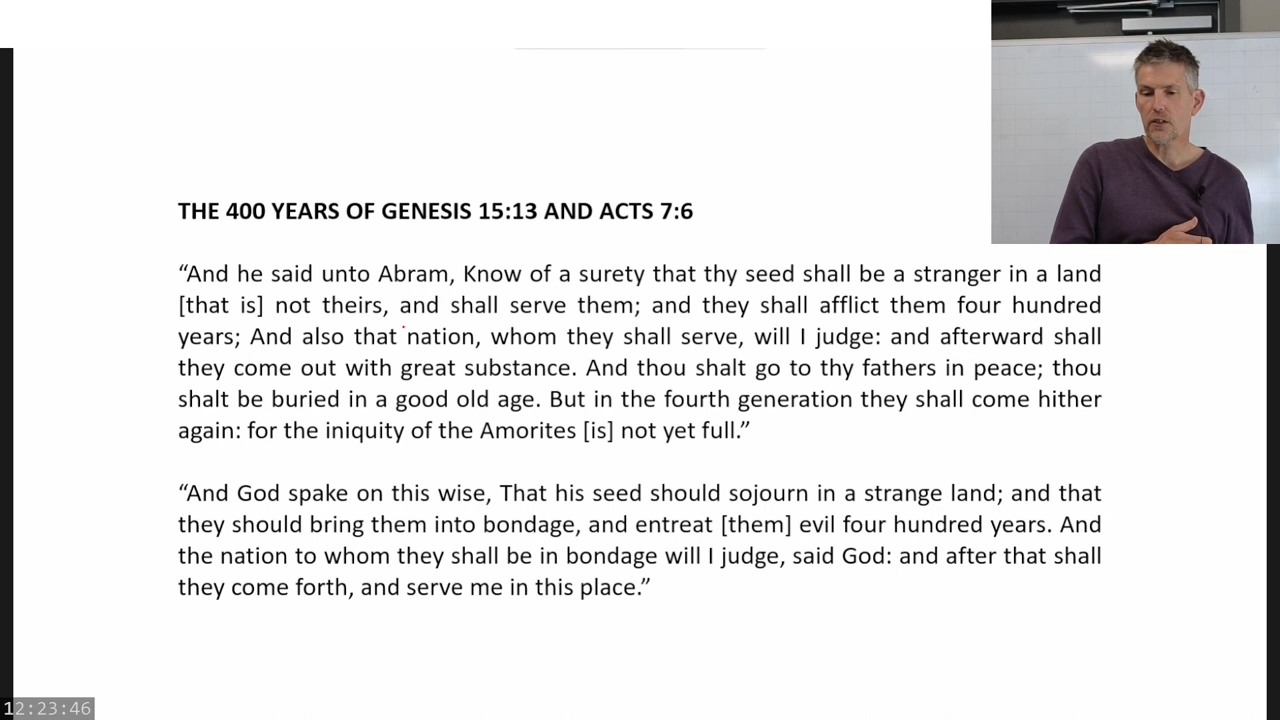 THE 400 YEARS OF GENESIS 15:13 AND ACTS 7:6
“And he said unto Abram, Know of a surety that thy seed shall be a stranger in a land
[that is] not theirs, and shall serve them; and they shall afflict them four hundred
years; And also that nation, whom they shall serve, will I judge: and afterward shall
they come out with great substance. And thou shalt go to thy fathers in peace; thou
shalt be buried in a good old age. But in the fourth generation they shall come hither
again: for the iniquity of the Amorites [is] not yet full.”
“And God spake on this wise, That his seed should sojourn in a strange land; and that
they should bring them into bondage, and entreat [them] evil four hundred years. And
the nation to whom they shall be in bondage will I judge, said God: and after that shall
they come forth, and serve me in this place.”
12:23:46